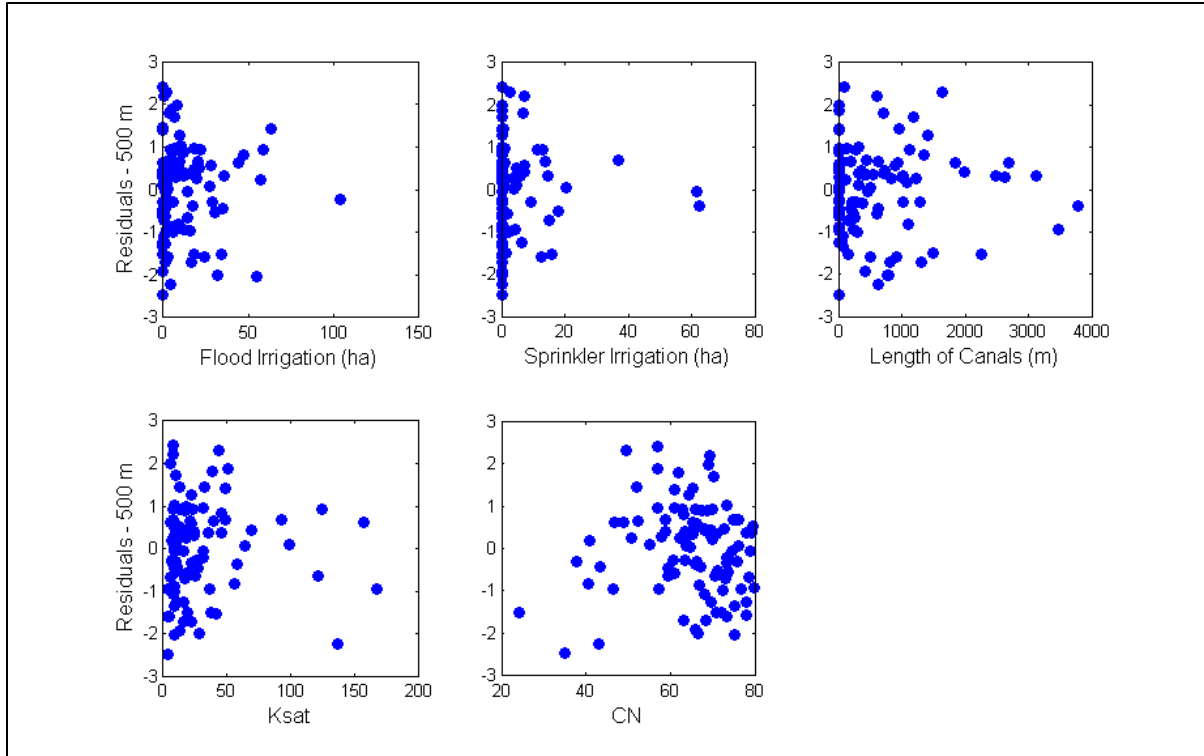 3
2
1
0
-1
-2
-3
0 50 100 150
Residuals - 500 m
Flood Irrigation (ha)
3
2
1
0
-1
-2
-3
0 20 40 60 80
Sprinkler Irrigation (ha)
3
2
1
0
-1
-2
-3
0 1000 2000 3000 4000
Length of Canals (m)
3
2
1
0
-1
-2
-3
0 50 100 150 200
Residuals - 500 m
Ksat
3
2
1
0
-1
-2
-3
20 40 60 80
CN